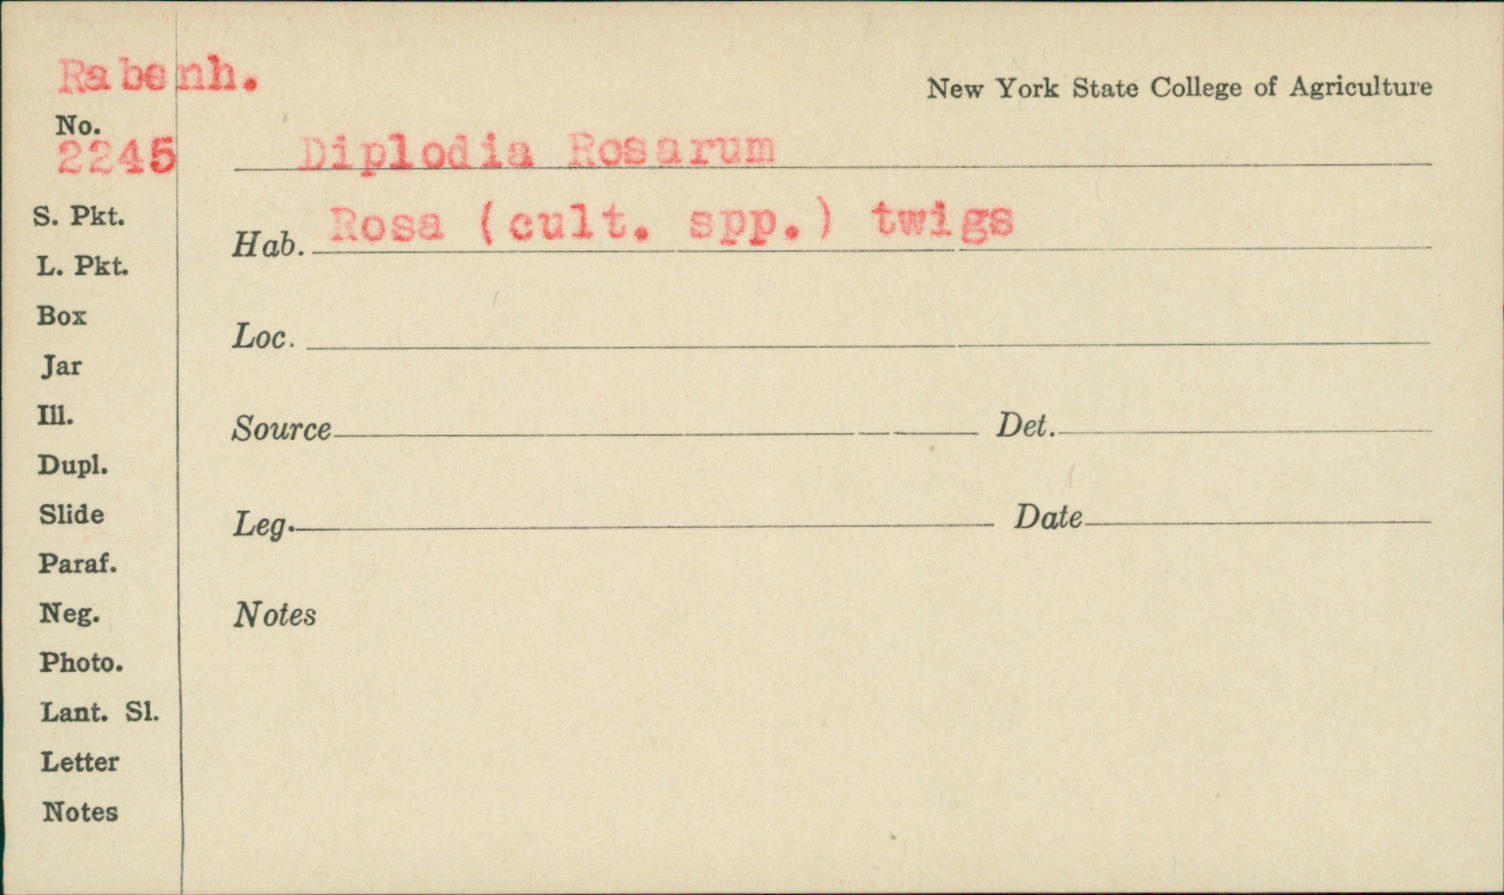 Rabenh.
New York State College of Agriculture
No.
2245
Diplodia Rosarum
S. Pkt.
Hab. Rosa (cult. spp.) twigs
L. Pkt.
Box
Loc.
Jar
Ill.
Source Det.
Dupl.
Slide
Leg. Date
Paraf.
Neg.
Notes
Photo.
Lant. Sl.
Letter
Notes